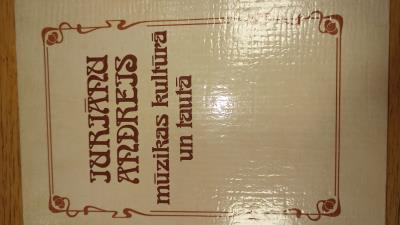 JURJĀNU
ANDREJS
mūzikas kultūrā
un tautā